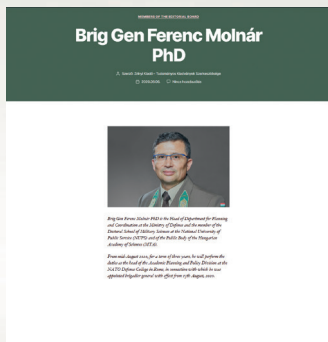 MEMBERS OF THE EDITORIAL BOARD
Brig Gen Ferenc Molnár
PhD
Brig Gen Ferenc Molnár PhD is the Head of Department for Planning
and Coordination at the Ministry of Defence and the member of the
Doctoral School of Military Sciences at the National University of
Public Service (NUPS) and of the Public Body of the Hungarian
Academy of Sciences (MTA).
From mid-August 2020, for a term of three years, he will perform the
duties as the head of the Academic Planning and Policy Division at the
NATO Defense College in Rome, in connection with which he was
appointed brigadier general with effect from 15th August, 2020.